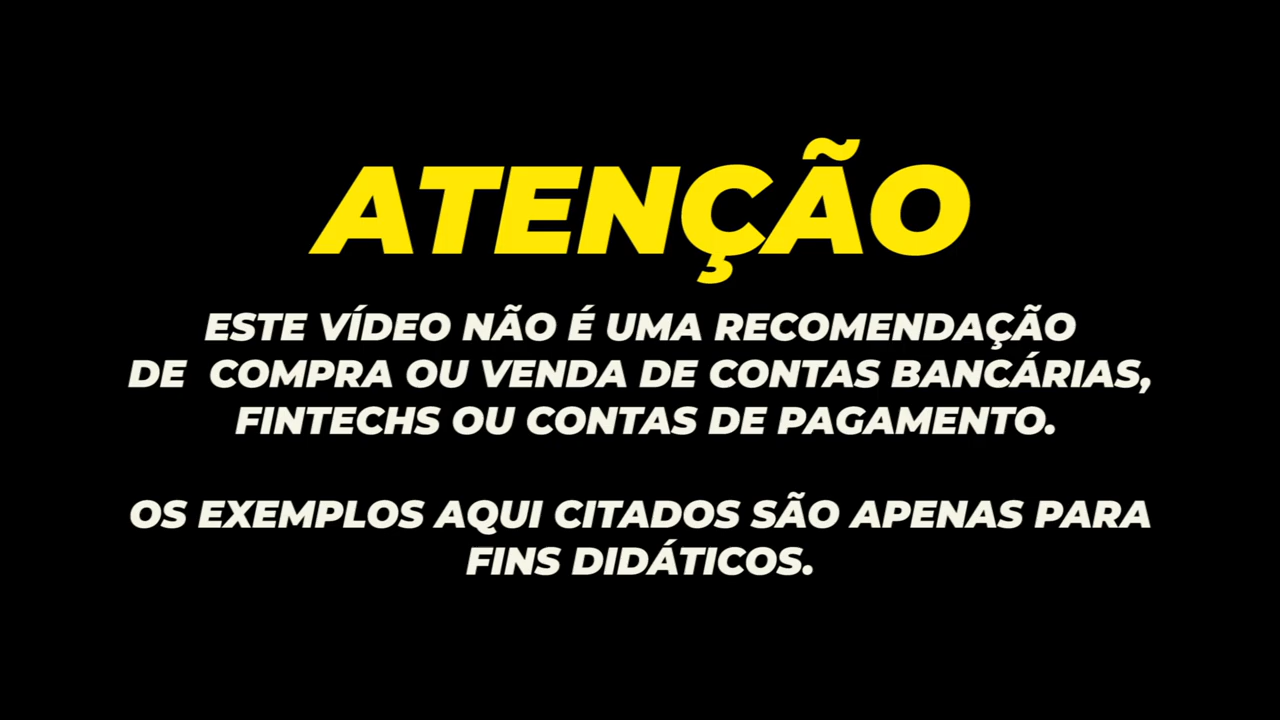 ATENÇÃO
ESTE VÍDEO NÃO É UMA RECOMENDAÇÃO
DE COMPRA OU VENDA DE CONTAS BANCÁRIAS,
FINTECHS OU CONTAS DE PAGAMENTO.
OS EXEMPLOS AQUI CITADOS SÃO APENAS PARA
FINS DIDÁTICOS.